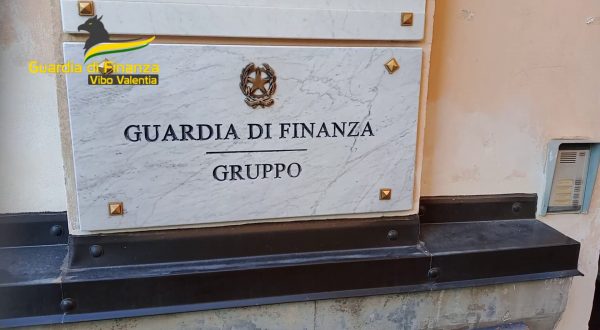 Guardia di Finanza
Vibo Valentia
GUARDIA DI FINANZA
GRUPPO